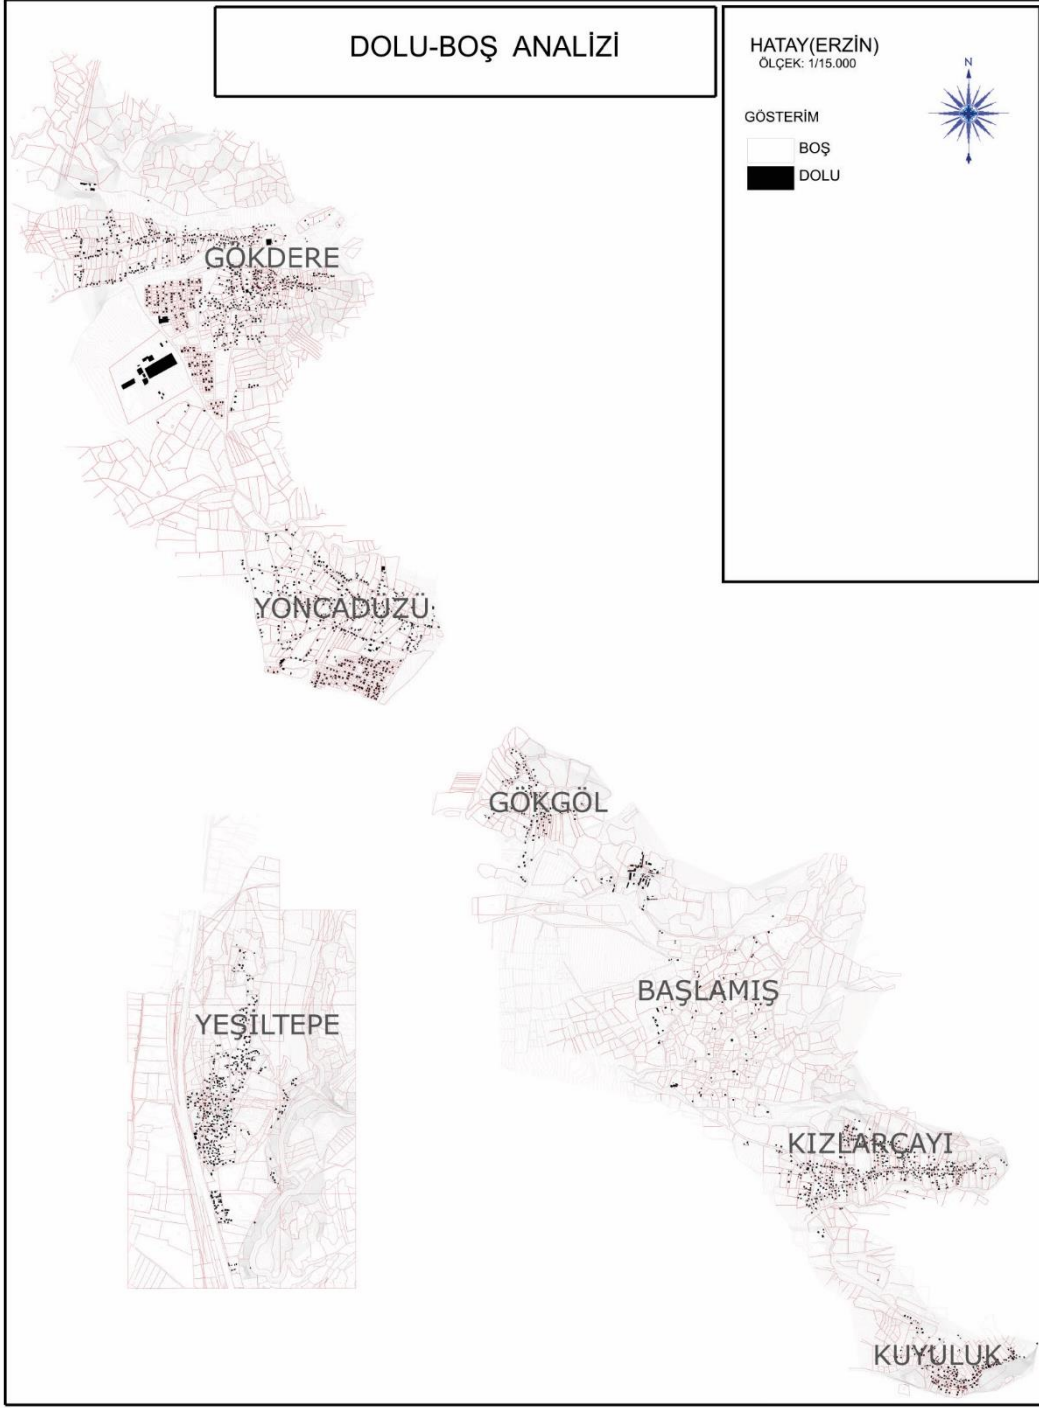 DOLU-BOŞ ANALİZİ
HATAY(ERZİN)
ÖLÇEK: 1/15.000
N
GÖSTERİM
BOŞ
DOLU
GÖKDERE
YONCADÜZÜ
GÖKGÖL
BAŞLAMIŞ
YEŞİLTEPE
KIZLARÇAYI
KUYULUK